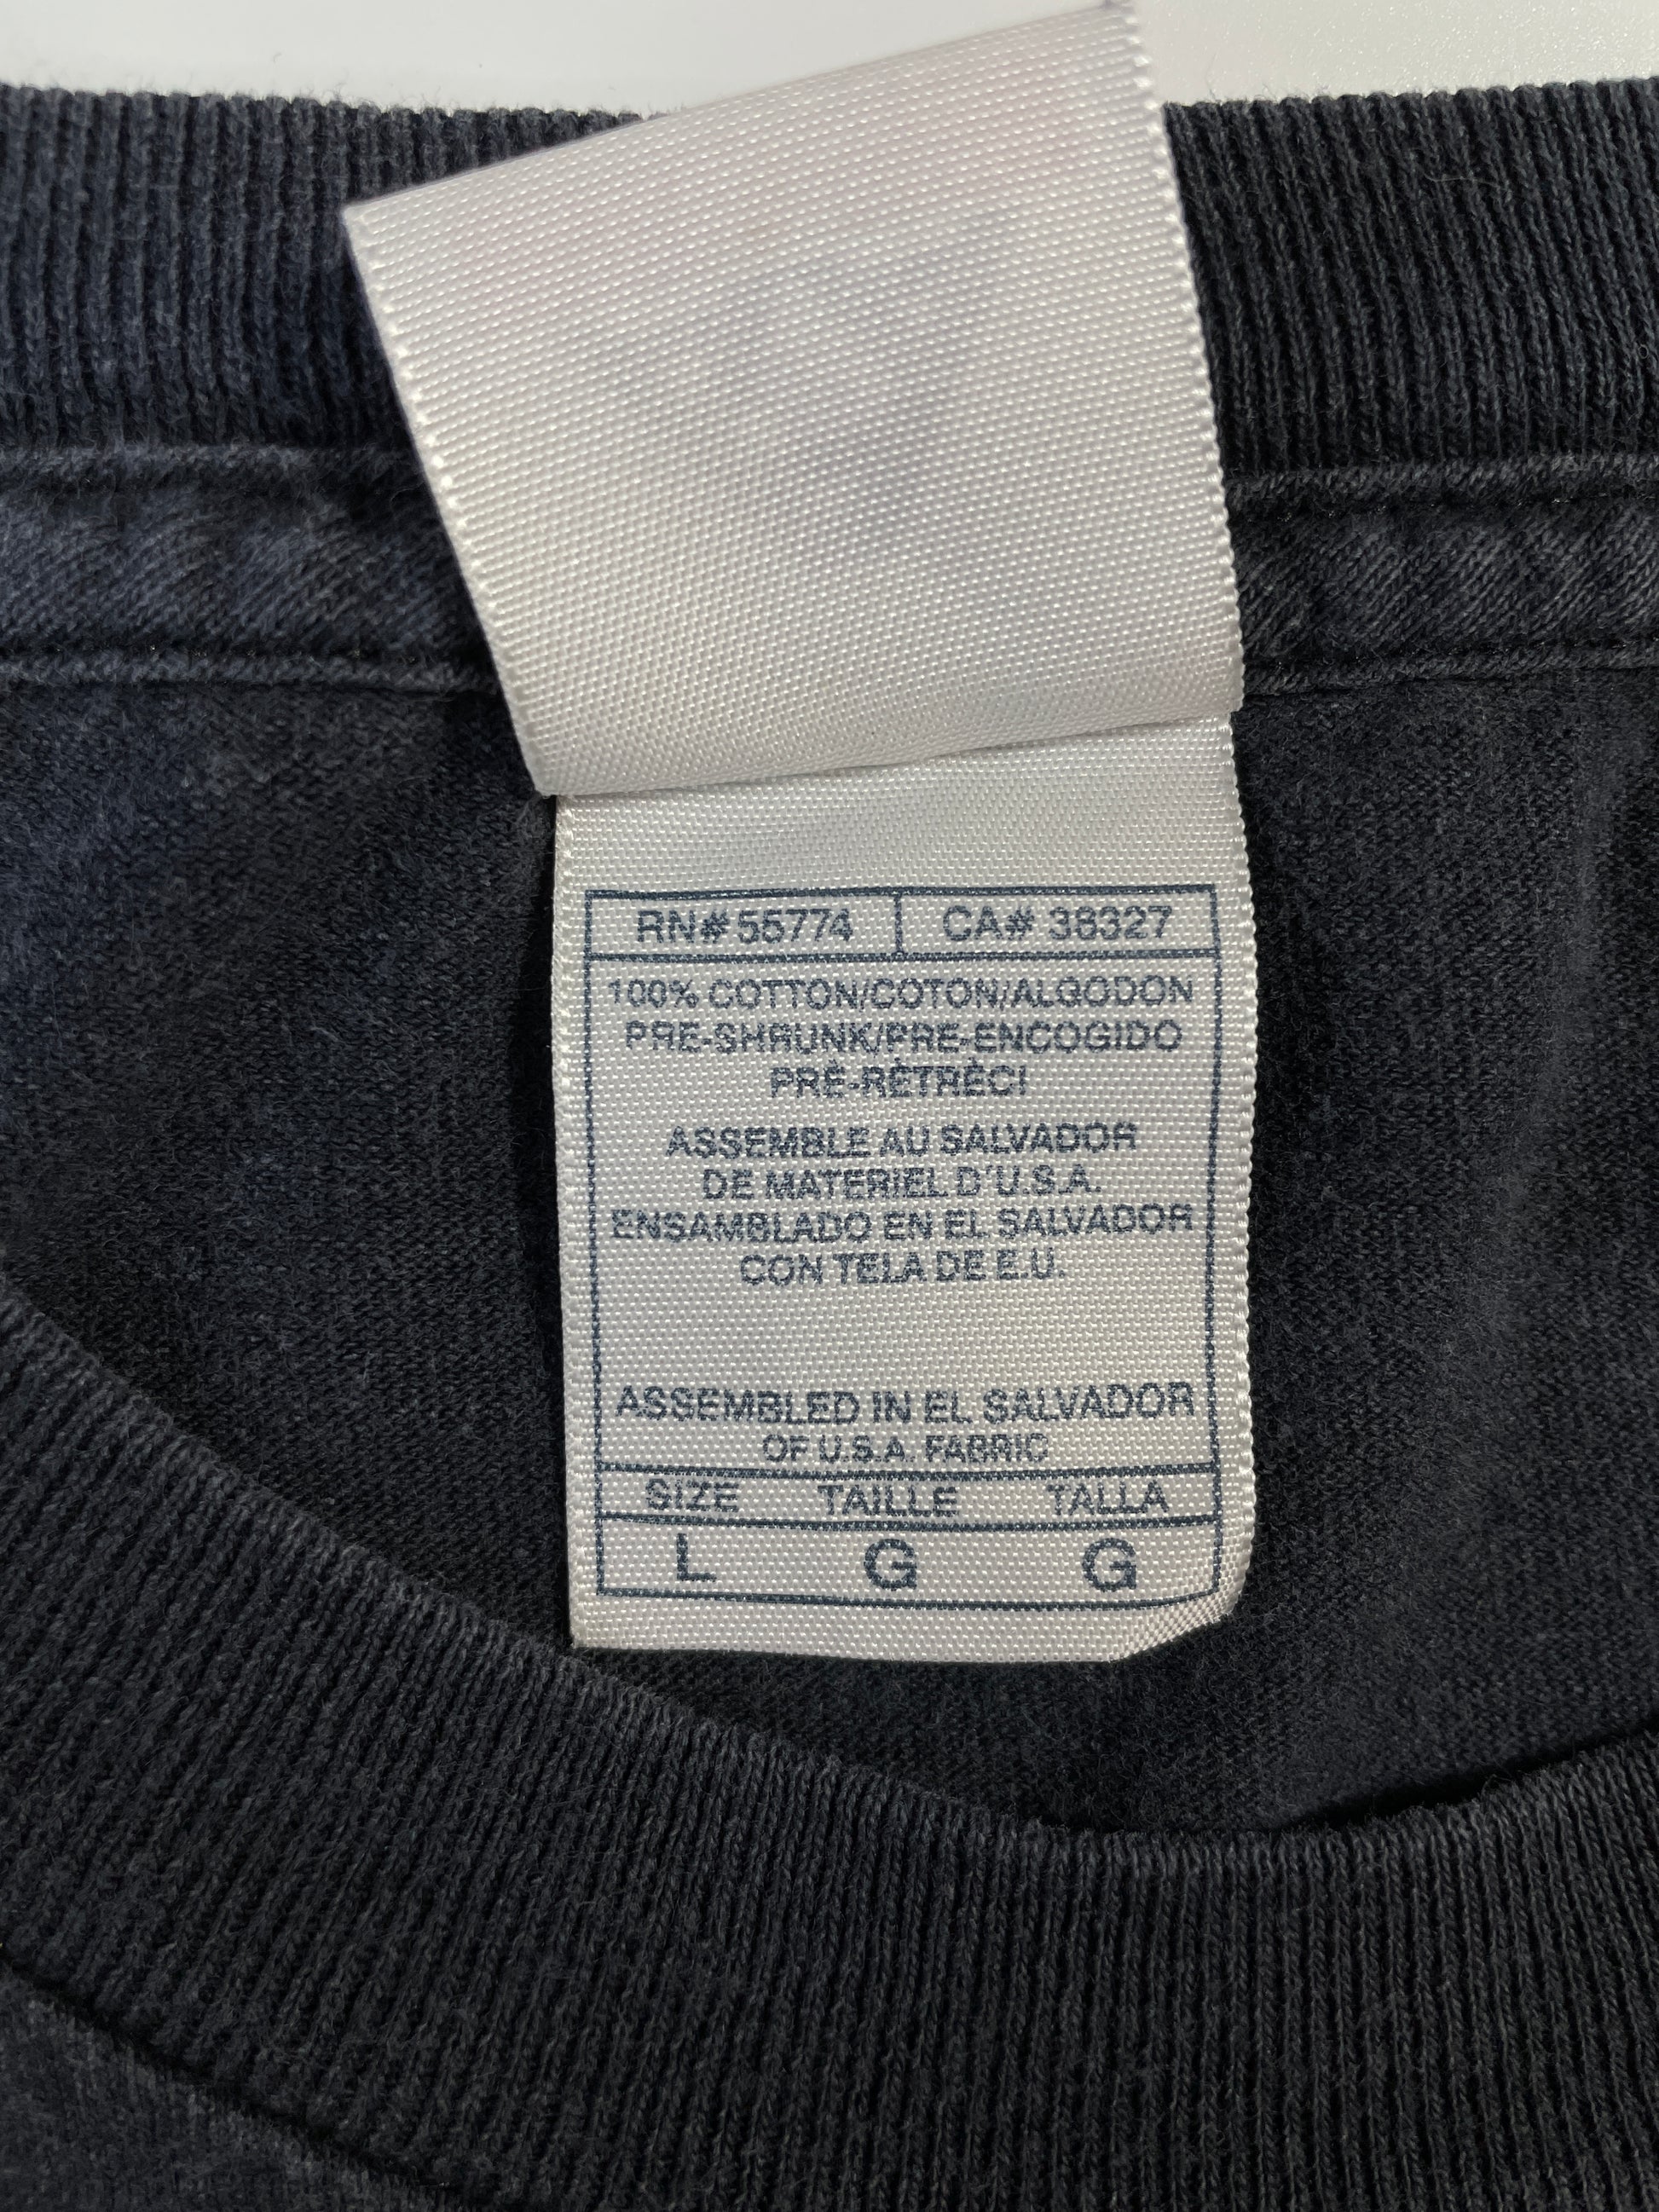 RN# 55774 CA# 38327
100% COTTON/COTON/ALGODON
PRE-SHRUNK/PRE-ENCOGIDO
PRÉ-RÉTRÉCI
ASSEMBLE AU SALVADOR
DE MATERIEL D'U.S.A.
ENSAMBLADO EN EL SALVADOR
CON TELA DE E.U.
ASSEMBLED IN EL SALVADOR
OF U.S.A. FABRIC
SIZE TAILLE TALLA
L G G